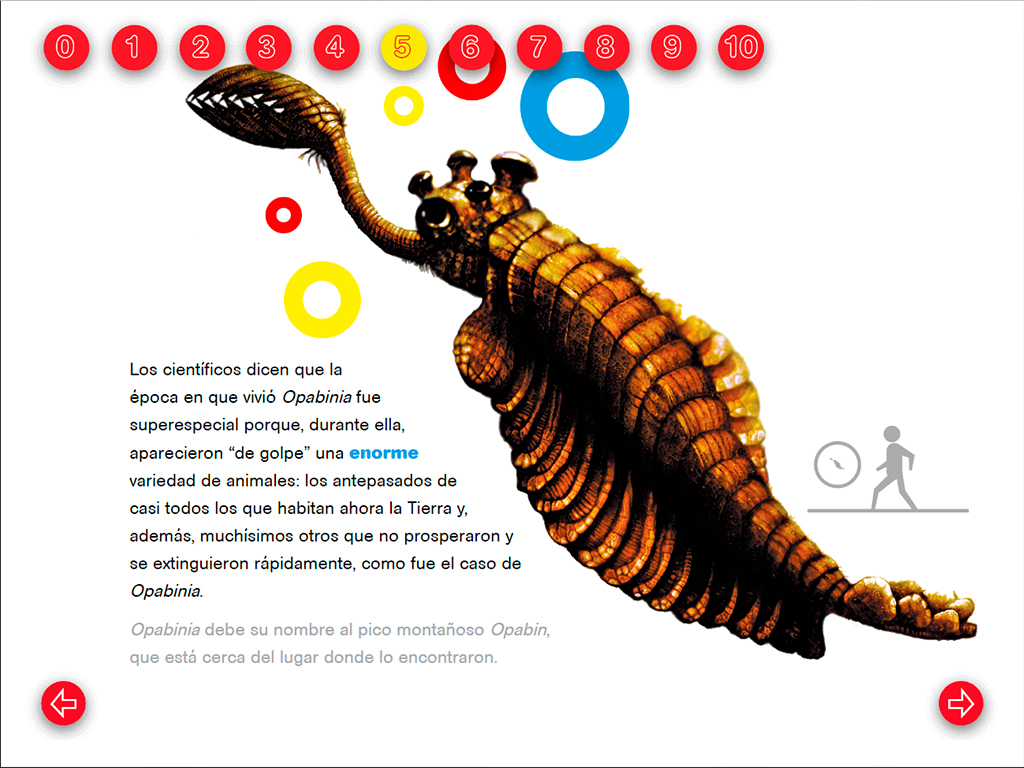 0 1 2 3 4 5 6 7 8 9 10
Los científicos dicen que la
época en que vivió Opabinia fue
superespecial porque, durante ella,
aparecieron “de golpe” una enorme
variedad de animales: los antepasados de
casi todos los que habitan ahora la Tierra y,
además, muchísimos otros que no prosperaron y
se extinguieron rápidamente, como fue el caso de
Opabinia.
Opabinia debe su nombre al pico montañoso Opabin,
que está cerca del lugar donde lo encontraron.